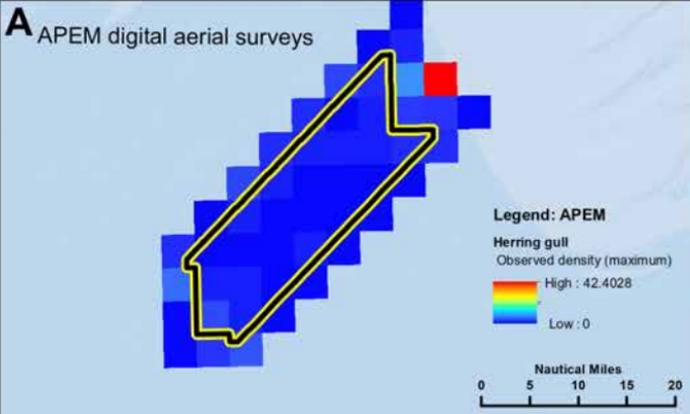 A APEM digital aerial surveys
Legend: APEM
Herring gull
Observed density (maximum)
High : 42.4028
Low : 0
Nautical Miles
0 5 10 15 20